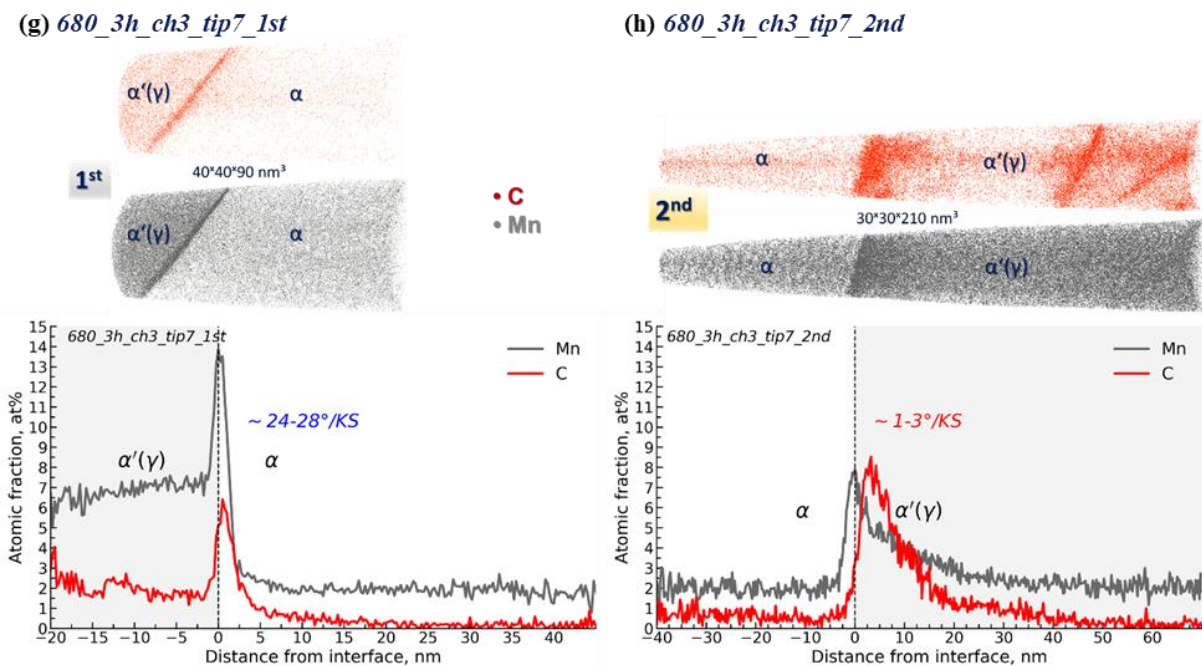 (g) 680_3h_ch3_tip7_1st
(h) 680_3h_ch3_tip7_2nd
α‘(γ)
α
1st
40*40*90 nm³
α‘(γ)
α
• C
• Mn
α
α‘(γ)
2nd
30*30*210 nm³
α
α‘(γ)
680_3h_ch3_tip7_1st
Mn
C
~ 24-28°/KS
α′(γ)
α
Atomic fraction, at%
15
14
13
12
11
10
9
8
7
6
5
4
3
2
1
0
−20 −15 −10 −5 0 5 10 15 20 25 30 35 40
Distance from interface, nm
680_3h_ch3_tip7_2nd
Mn
C
~ 1-3°/KS
α
α′(γ)
Atomic fraction, at%
15
14
13
12
11
10
9
8
7
6
5
4
3
2
1
0
−40 −30 −20 −10 0 10 20 30 40 50 60
Distance from interface, nm